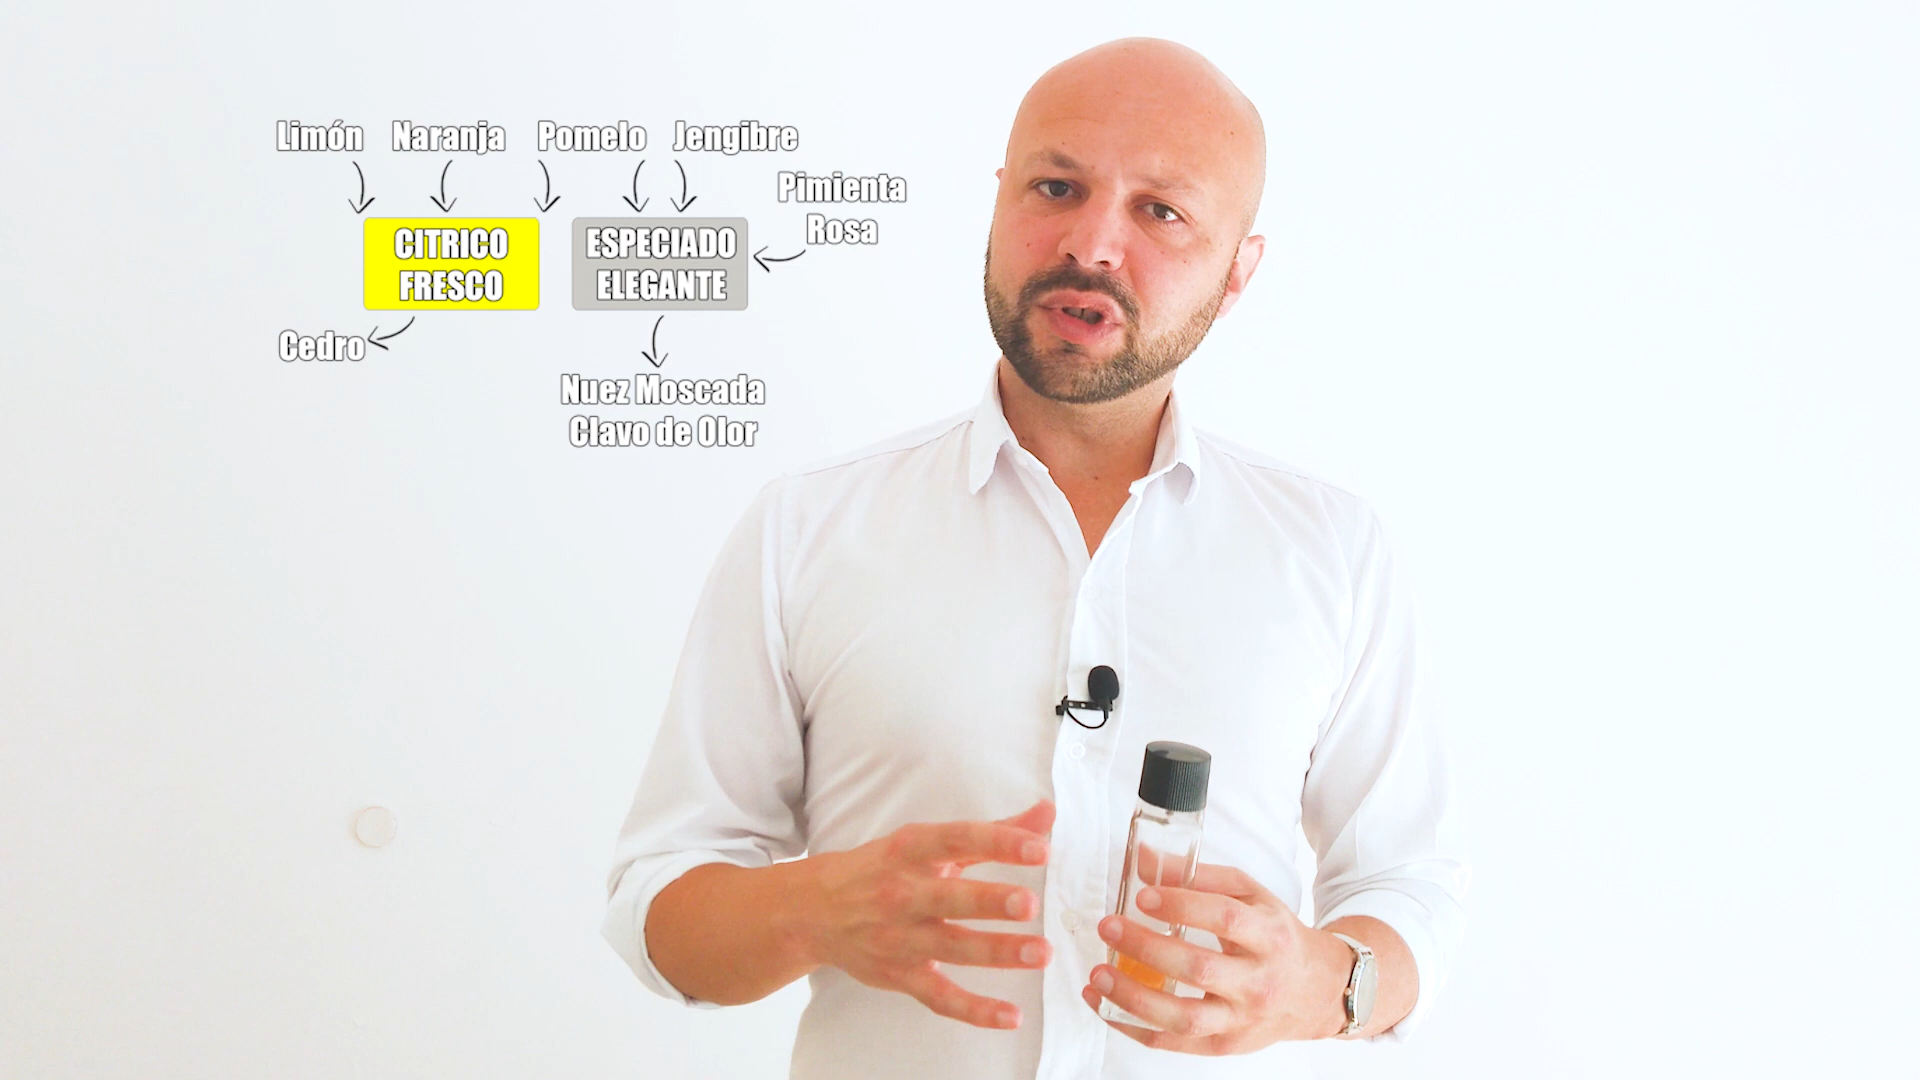 Limón Naranja Pomelo Jengibre
Pimienta
Rosa
CITRICO
FRESCO
ESPECIADO
ELEGANTE
Cedro
Nuez Moscada
Clavo de Olor